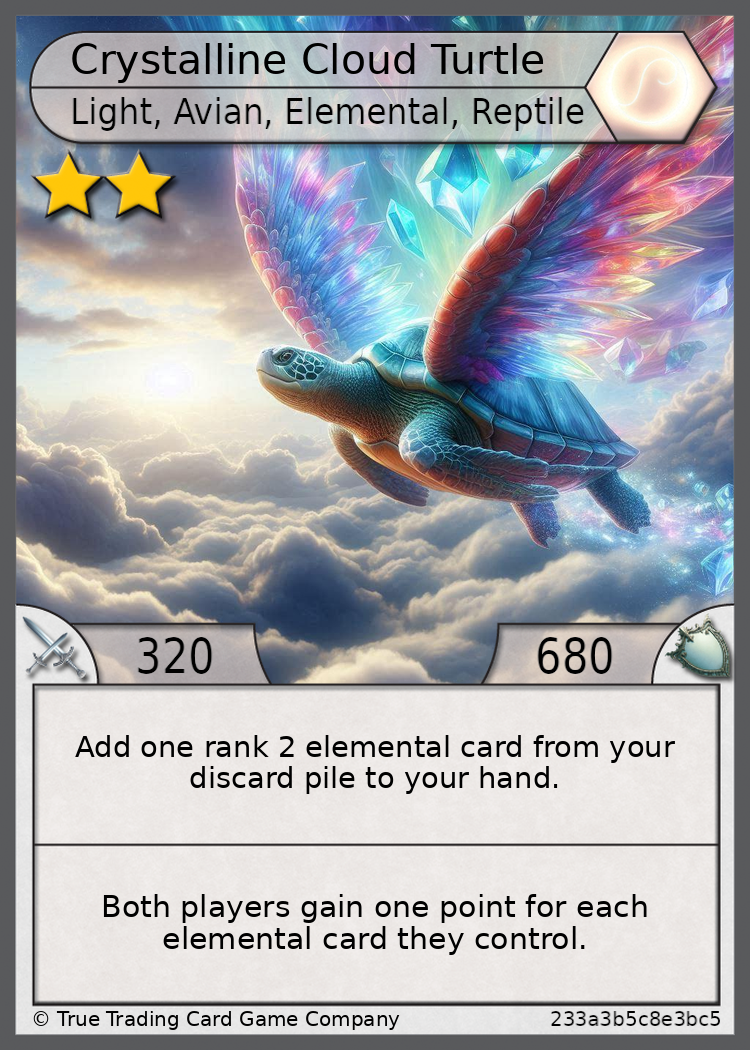 Crystalline Cloud Turtle
Light, Avian, Elemental, Reptile
320
680
Add one rank 2 elemental card from your
discard pile to your hand.
Both players gain one point for each
elemental card they control.
© True Trading Card Game Company
233a3b5c8e3bc5